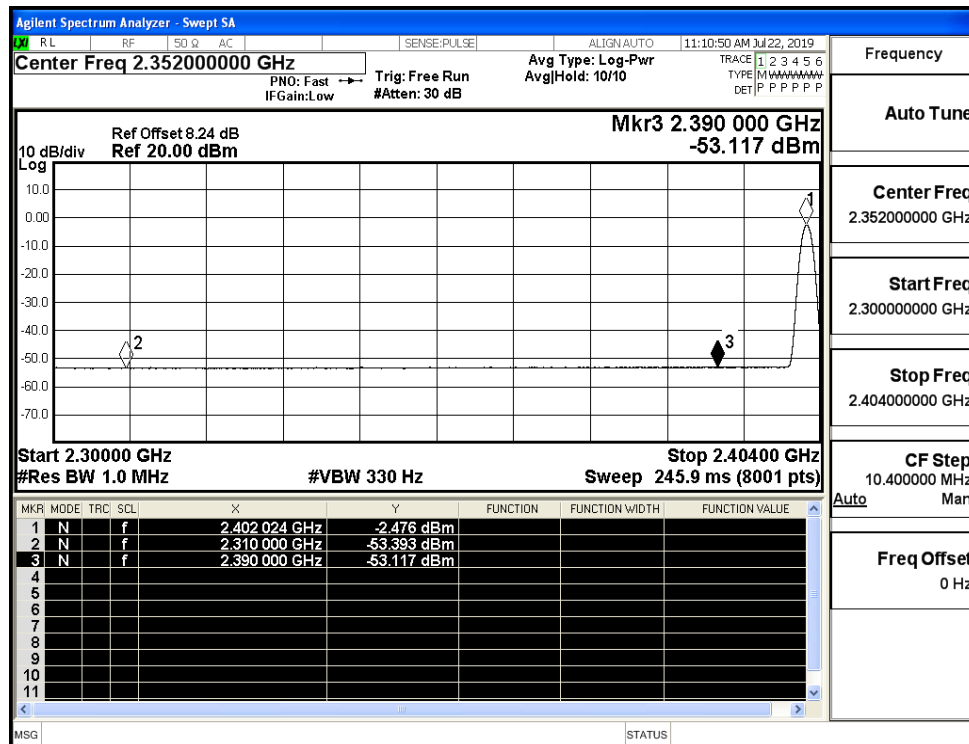 Agilent Spectrum Analyzer - Swept SA
LXI RL RF 50 Ω AC SENSE:PULSE ALIGN AUTO 11:10:50 AM Jul 22, 2019
Center Freq 2.352000000 GHz
PNO: Fast
IFGain:Low
Trig: Free Run
#Atten: 30 dB
Avg Type: Log-Pwr
Avg|Hold: 10/10
TRACE 1 2 3 4 5 6
TYPE M W W W W W
DET P P P P P P
Mkr3 2.390 000 GHz
-53.117 dBm
Ref Offset 8.24 dB
10 dB/div Ref 20.00 dBm
Log
10.0
0.00
-10.0
-20.0
-30.0
-40.0
-50.0
-60.0
-70.0
1
2
3
Start 2.30000 GHz Stop 2.40400 GHz
#Res BW 1.0 MHz #VBW 330 Hz Sweep 245.9 ms (8001 pts)
MKR MODE TRC SCL X Y FUNCTION FUNCTION WIDTH FUNCTION VALUE
1 N f 2.402 024 GHz -2.476 dBm
2 N f 2.310 000 GHz -53.393 dBm
3 N f 2.390 000 GHz -53.117 dBm
4
5
6
7
8
9
10
11
MSG STATUS
Frequency
Auto Tune
Center Freq
2.352000000 GHz
Start Freq
2.300000000 GHz
Stop Freq
2.404000000 GHz
CF Step
10.400000 MHz
Auto Man
Freq Offset
0 Hz